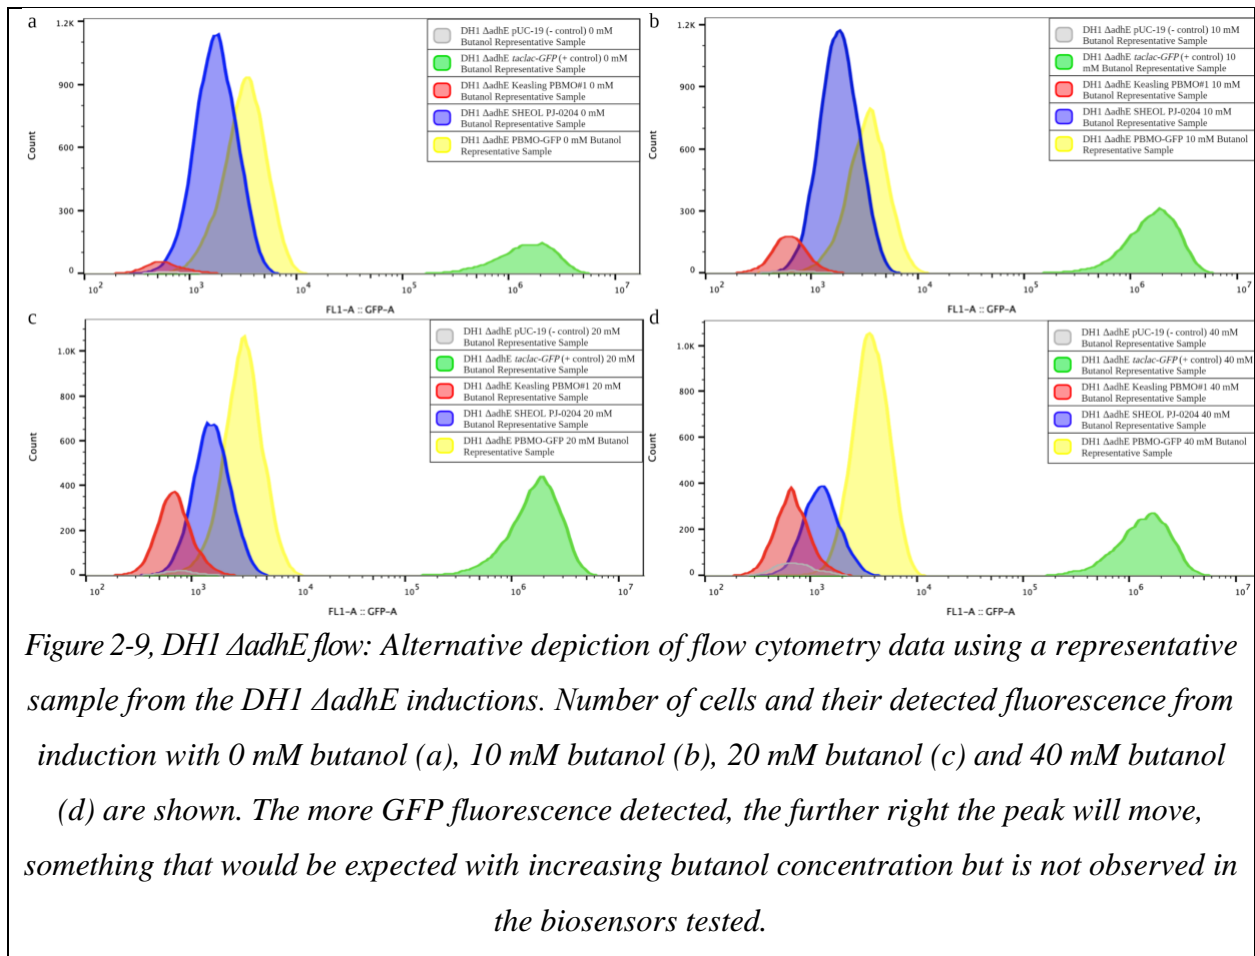 a
1.2K
900
600
300
0
Count
10^2
10^3
10^4
10^5
10^6
10^7
FL1-A :: GFP-A
DH1 ΔadhE pUC-19 (- control) 0 mM
Butanol Representative Sample
DH1 ΔadhE taclac-GFP (+ control) 0 mM
Butanol Representative Sample
DH1 ΔadhE Keasling PBMO#1 0 mM
Butanol Representative Sample
DH1 ΔadhE SHEOL PJ-0204 0 mM
Butanol Representative Sample
DH1 ΔadhE PBMO-GFP 0 mM Butanol
Representative Sample
b
1.2K
900
600
300
0
Count
10^2
10^3
10^4
10^5
10^6
10^7
FL1-A :: GFP-A
DH1 ΔadhE pUC-19 (- control) 10 mM
Butanol Representative Sample
DH1 ΔadhE taclac-GFP (+ control) 10
mM Butanol Representative Sample
DH1 ΔadhE Keasling PBMO#1 10 mM
Butanol Representative Sample
DH1 ΔadhE SHEOL PJ-0204 10 mM
Butanol Representative Sample
DH1 ΔadhE PBMO-GFP 10 mM Butanol
Representative Sample
c
1.0K
800
600
400
200
0
Count
10^2
10^3
10^4
10^5
10^6
10^7
FL1-A :: GFP-A
DH1 ΔadhE pUC-19 (- control) 20 mM
Butanol Representative Sample
DH1 ΔadhE taclac-GFP (+ control) 20 mM
Butanol Representative Sample
DH1 ΔadhE Keasling PBMO#1 20 mM
Butanol Representative Sample
DH1 ΔadhE SHEOL PJ-0204 20 mM
Butanol Representative Sample
DH1 ΔadhE PBMO-GFP 20 mM Butanol
Representative Sample
d
1.0K
800
600
400
200
0
Count
10^2
10^3
10^4
10^5
10^6
10^7
FL1-A :: GFP-A
DH1 ΔadhE pUC-19 (- control) 40 mM
Butanol Representative Sample
DH1 ΔadhE taclac-GFP (+ control) 40 mM
Butanol Representative Sample
DH1 ΔadhE Keasling PBMO#1 40 mM
Butanol Representative Sample
DH1 ΔadhE SHEOL PJ-0204 40 mM
Butanol Representative Sample
DH1 ΔadhE PBMO-GFP 40 mM Butanol
Representative Sample
Figure 2-9, DH1 ΔadhE flow: Alternative depiction of flow cytometry data using a representative
sample from the DH1 ΔadhE inductions. Number of cells and their detected fluorescence from
induction with 0 mM butanol (a), 10 mM butanol (b), 20 mM butanol (c) and 40 mM butanol
(d) are shown. The more GFP fluorescence detected, the further right the peak will move,
something that would be expected with increasing butanol concentration but is not observed in
the biosensors tested.